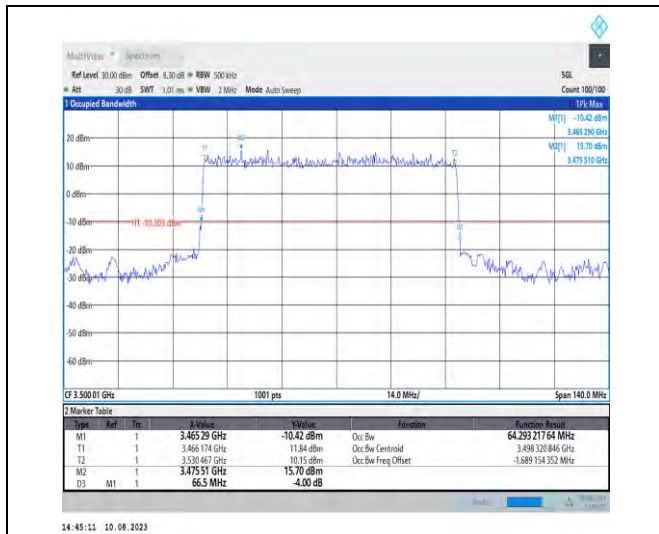 MultiView Spectrum
Ref Level 30.00 dBm Offset 8.30 dB RBW 500 kHz SGL
Att 30 dB SWT 1.01 ms VBW 2 MHz Mode Auto Sweep Count 100/100
1 Occupied Bandwidth 1Pk Max
M1[1] -10.42 dBm
3.465 290 GHz
M2[1] 15.70 dBm
3.475 510 GHz
20 dBm
M2
T1 T2
10 dBm
0 dBm
M1
-10 dBm H1 -10.303 dBm
D3
-20 dBm
-30 dBm
-40 dBm
-50 dBm
-60 dBm
CF 3.500 01 GHz 1001 pts 14.0 MHz/ Span 140.0 MHz
2 Marker Table
Type Ref Trc X-Value Y-Value Function Function Result
M1 1 3.465 29 GHz -10.42 dBm Occ Bw 64.293 217 64 MHz
T1 1 3.466 174 GHz 11.84 dBm Occ Bw Centroid 3.498 320 846 GHz
T2 1 3.530 467 GHz 10.15 dBm Occ Bw Freq Offset -1.689 154 352 MHz
M2 1 3.475 51 GHz 15.70 dBm
D3 M1 1 66.5 MHz -4.00 dB
14:45:11 10.08.2023